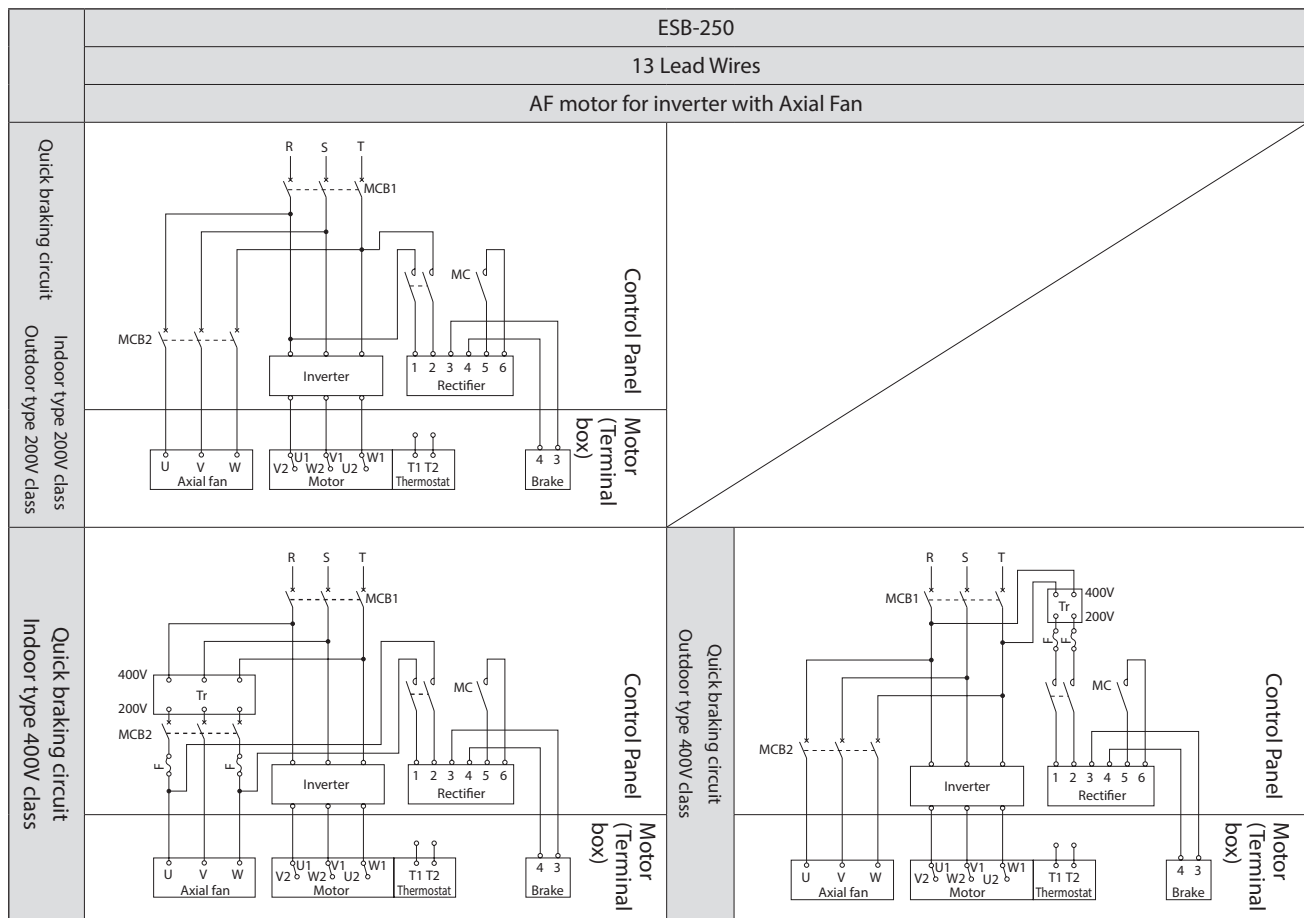 ESB-250
13 Lead Wires
AF motor for inverter with Axial Fan
Quick braking circuit
Indoor type 200V class
Outdoor type 200V class
R S T
MCB1
MC
MCB2
Inverter
1 2 3 4 5 6
Rectifier
Control Panel
Motor
(Terminal
box)
U V W
Axial fan
U1 V1 W1
V2 W2 U2
Motor
T1 T2
Thermostat
4 3
Brake
Quick braking circuit
Indoor type 400V class
R S T
MCB1
400V
Tr
200V
MCB2
F F
MC
Inverter
1 2 3 4 5 6
Rectifier
Control Panel
Motor
(Terminal
box)
U V W
Axial fan
U1 V1 W1
V2 W2 U2
Motor
T1 T2
Thermostat
4 3
Brake
Quick braking circuit
Outdoor type 400V class
R S T
MCB1
400V
Tr
200V
F F
MC
MCB2
Inverter
1 2 3 4 5 6
Rectifier
Control Panel
Motor
(Terminal
box)
U V W
Axial fan
U1 V1 W1
V2 W2 U2
Motor
T1 T2
Thermostat
4 3
Brake